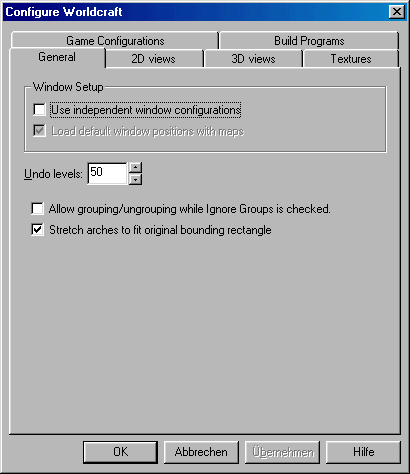 Configure Worldcraft
Game Configurations
Build Programs
General
2D views
3D views
Textures
Window Setup
Use independent window configurations
Load default window positions with maps
Undo levels: 50
Allow grouping/ungrouping while Ignore Groups is checked.
Stretch arches to fit original bounding rectangle
OK
Abbrechen
Übernehmen
Hilfe